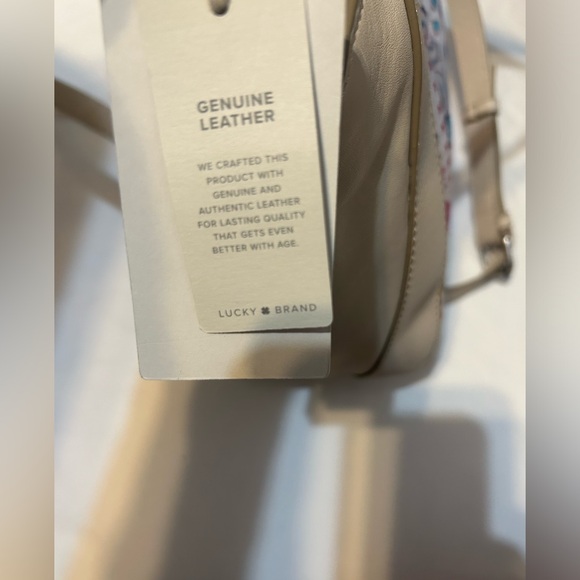 GENUINE
LEATHER
WE CRAFTED THIS
PRODUCT WITH
GENUINE AND
AUTHENTIC LEATHER
FOR LASTING QUALITY
THAT GETS EVEN
BETTER WITH AGE.
LUCKY BRAND